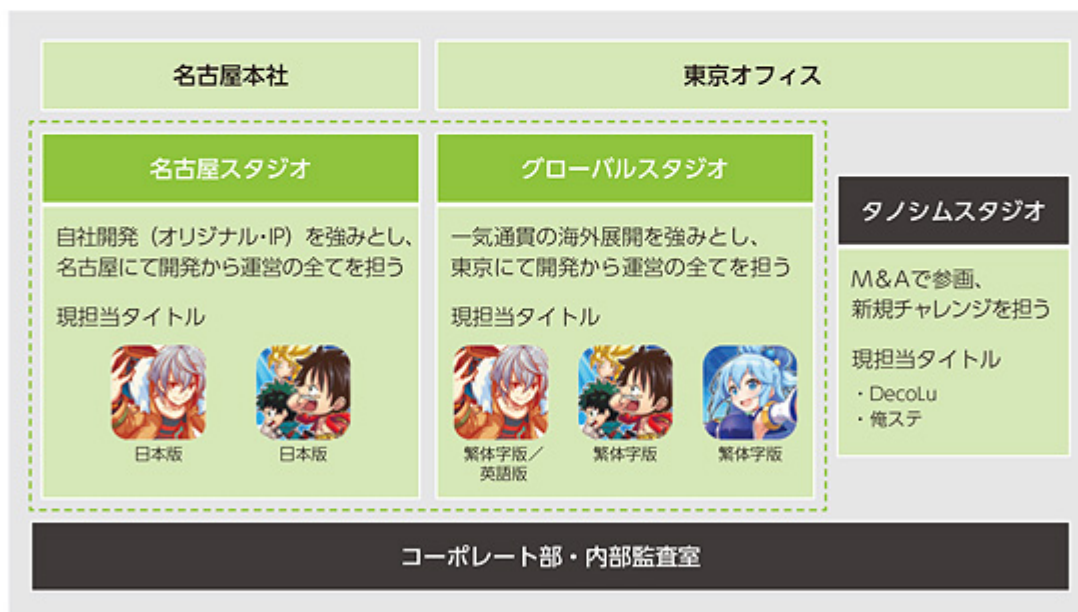 名古屋本社
東京オフィス
名古屋スタジオ
自社開発（オリジナル・IP）を強みとし、
名古屋にて開発から運営の全てを担う
現担当タイトル
日本版
日本版
グローバルスタジオ
一気通貫の海外展開を強みとし、
東京にて開発から運営の全てを担う
現担当タイトル
繁体字版／
英語版
繁体字版
繁体字版
タノシムスタジオ
M&Aで参画、
新規チャレンジを担う
現担当タイトル
・DecoLu
・俺ステ
コーポレート部・内部監査室